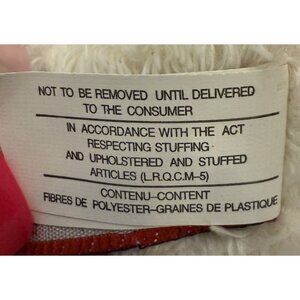 NOT TO BE REMOVED UNTIL DELIVERED
TO THE CONSUMER
IN ACCORDANCE WITH THE ACT
RESPECTING STUFFING
AND UPHOLSTERED AND STUFFED
ARTICLES (L.R.Q.C.M-5)
CONTENU-CONTENT
FIBRES DE POLYESTER-GRAINES DE PLASTIQUE